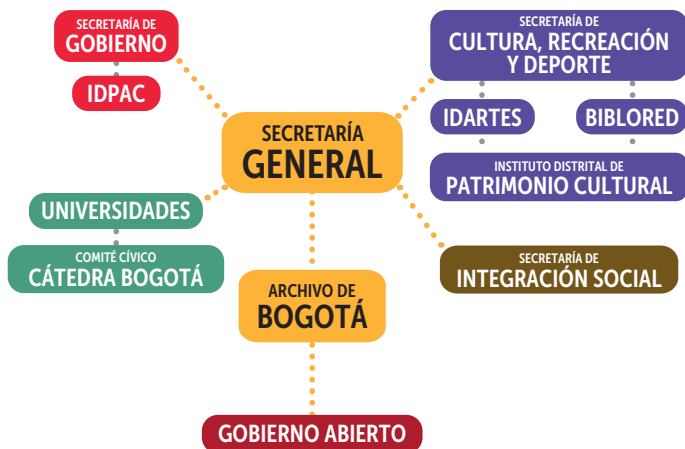 SECRETARÍA DE
GOBIERNO
IDPAC
SECRETARÍA DE
CULTURA, RECREACIÓN
Y DEPORTE
IDARTES
BIBLORED
INSTITUTO DISTRITAL DE
PATRIMONIO CULTURAL
SECRETARÍA
GENERAL
UNIVERSIDADES
COMITÉ CÍVICO
CÁTEDRA BOGOTÁ
SECRETARÍA DE
INTEGRACIÓN SOCIAL
ARCHIVO DE
BOGOTÁ
GOBIERNO ABIERTO